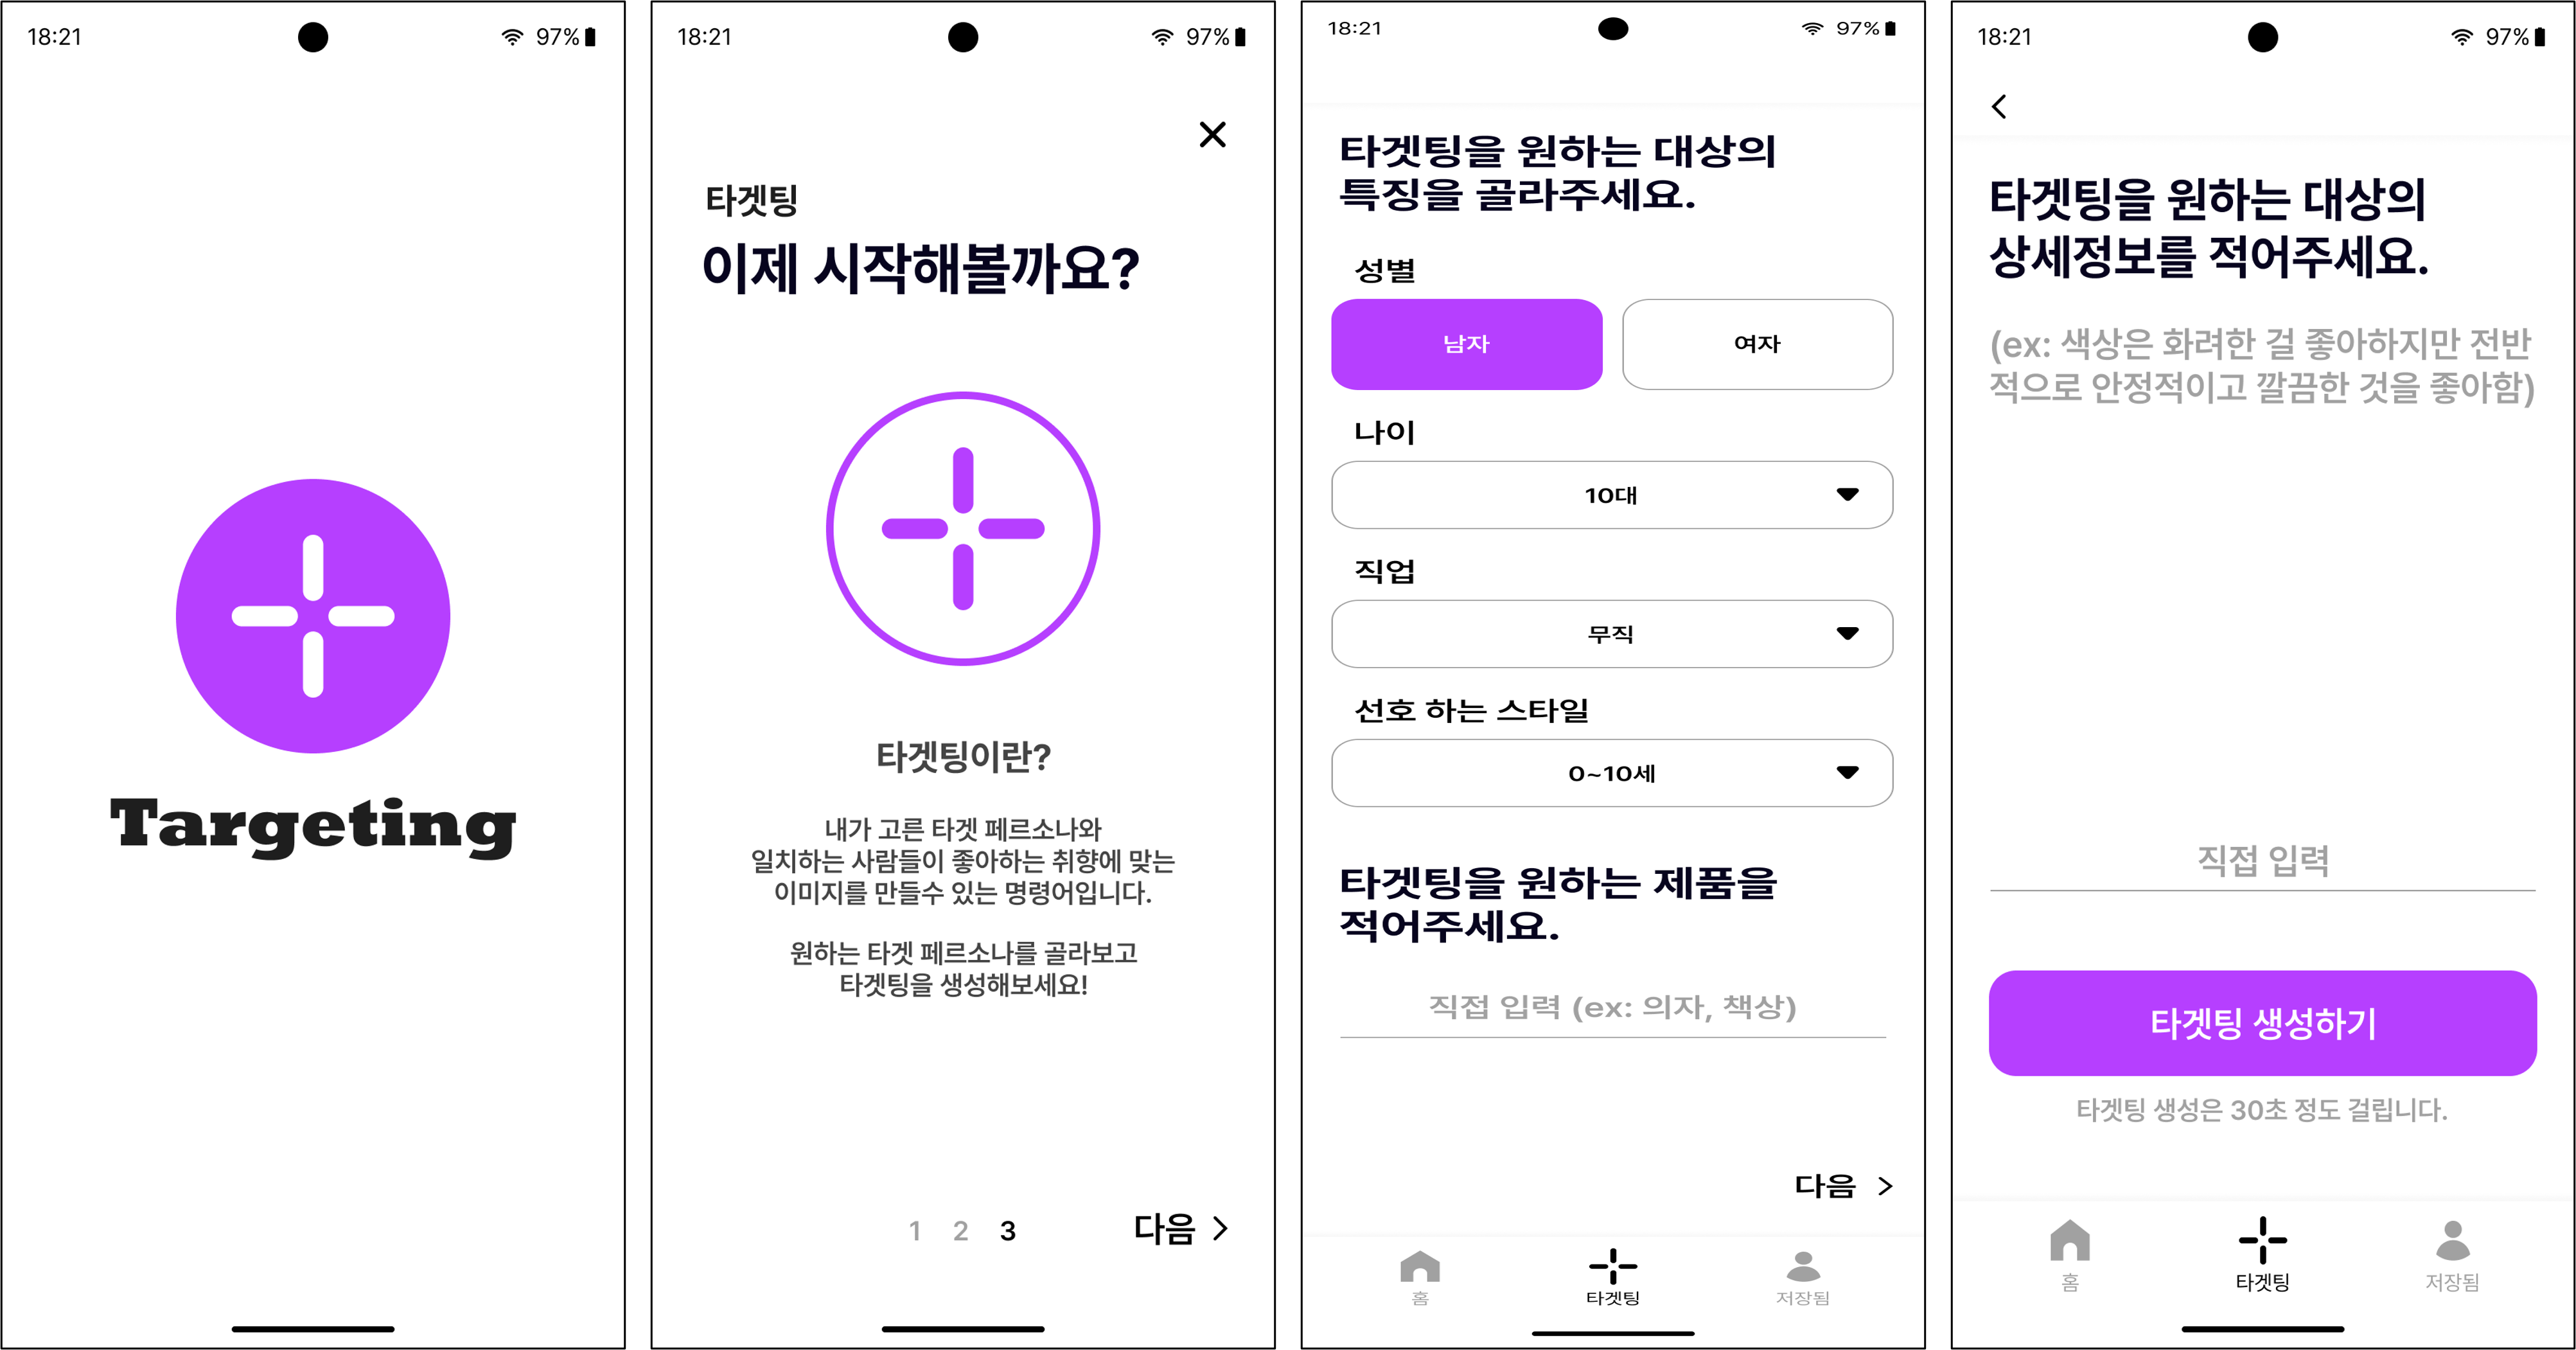 18:21
97%
Targeting
18:21
97%
타겟팅
이제 시작해볼까요?
타겟팅이란?
내가 고른 타겟 페르소나와
일치하는 사람들이 좋아하는 취향에 맞는
이미지를 만들수 있는 명령어입니다.
원하는 타겟 페르소나를 골라보고
타겟팅을 생성해보세요!
1 2 3
다음
18:21
97%
타겟팅을 원하는 대상의
특징을 골라주세요.
성별
남자
여자
나이
10대
직업
무직
선호 하는 스타일
0~10세
타겟팅을 원하는 제품을
적어주세요.
직접 입력 (ex: 의자, 책상)
다음
홈
타겟팅
저장됨
18:21
97%
타겟팅을 원하는 대상의
상세정보를 적어주세요.
(ex: 색상은 화려한 걸 좋아하지만 전반
적으로 안정적이고 깔끔한 것을 좋아함)
직접 입력
타겟팅 생성하기
타겟팅 생성은 30초 정도 걸립니다.
홈
타겟팅
저장됨